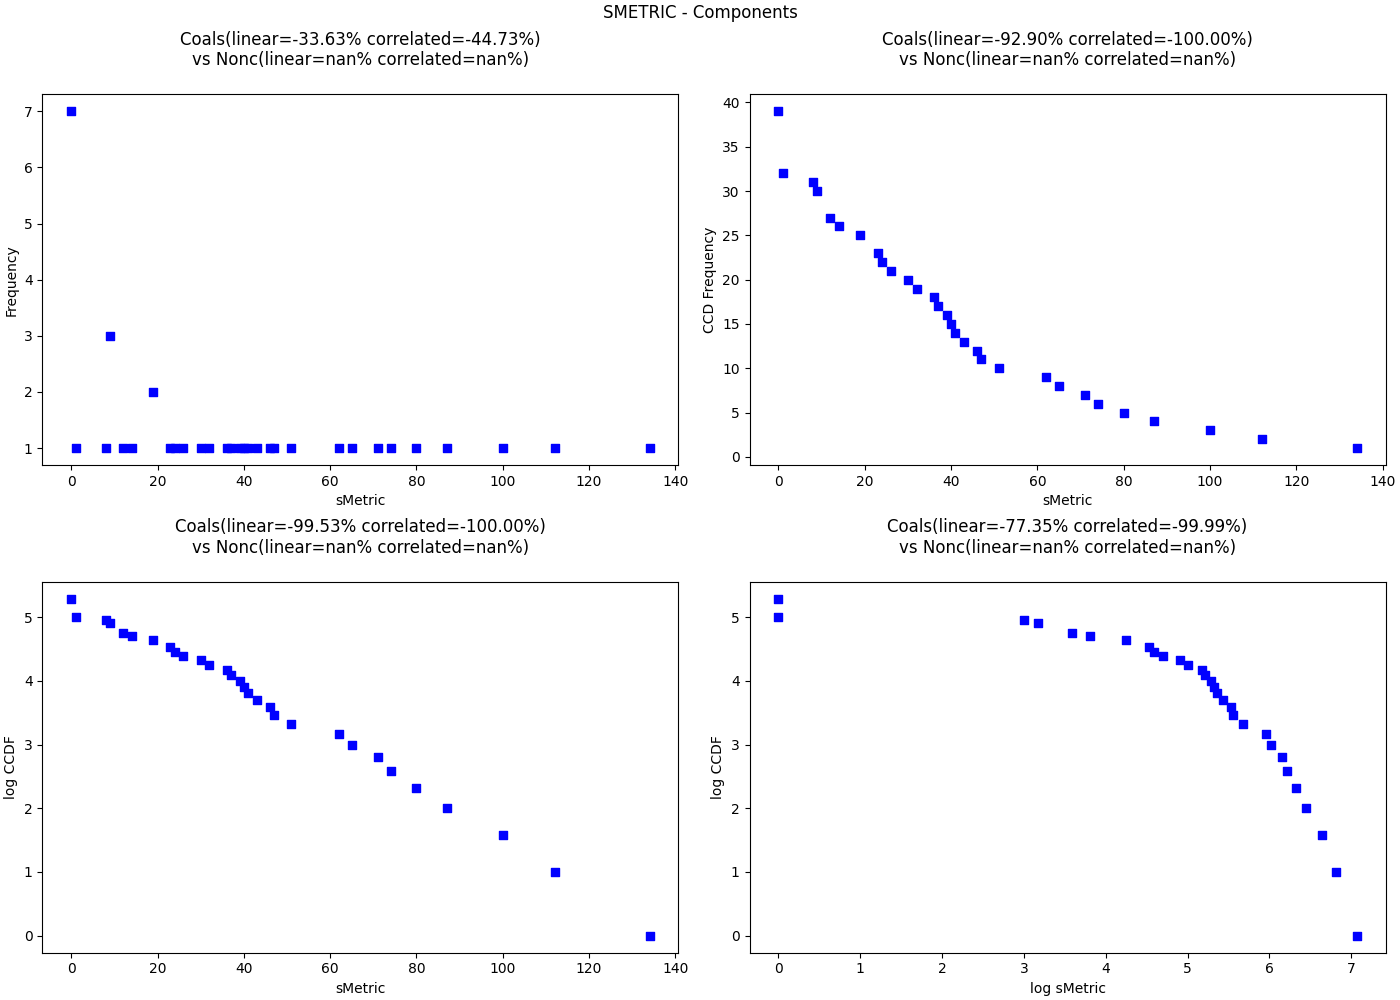 SMETRIC - Components
Coals(linear=-33.63% correlated=-44.73%)
vs Nonc(linear=nan% correlated=nan%)
7
6
5
4
3
2
1
Frequency
0 20 40 60 80 100 120 140
sMetric
Coals(linear=-92.90% correlated=-100.00%)
vs Nonc(linear=nan% correlated=nan%)
40
35
30
25
20
15
10
5
0
CCD Frequency
0 20 40 60 80 100 120 140
sMetric
Coals(linear=-99.53% correlated=-100.00%)
vs Nonc(linear=nan% correlated=nan%)
5
4
3
2
1
0
log CCDF
0 20 40 60 80 100 120 140
sMetric
Coals(linear=-77.35% correlated=-99.99%)
vs Nonc(linear=nan% correlated=nan%)
5
4
3
2
1
0
log CCDF
0 1 2 3 4 5 6 7
log sMetric